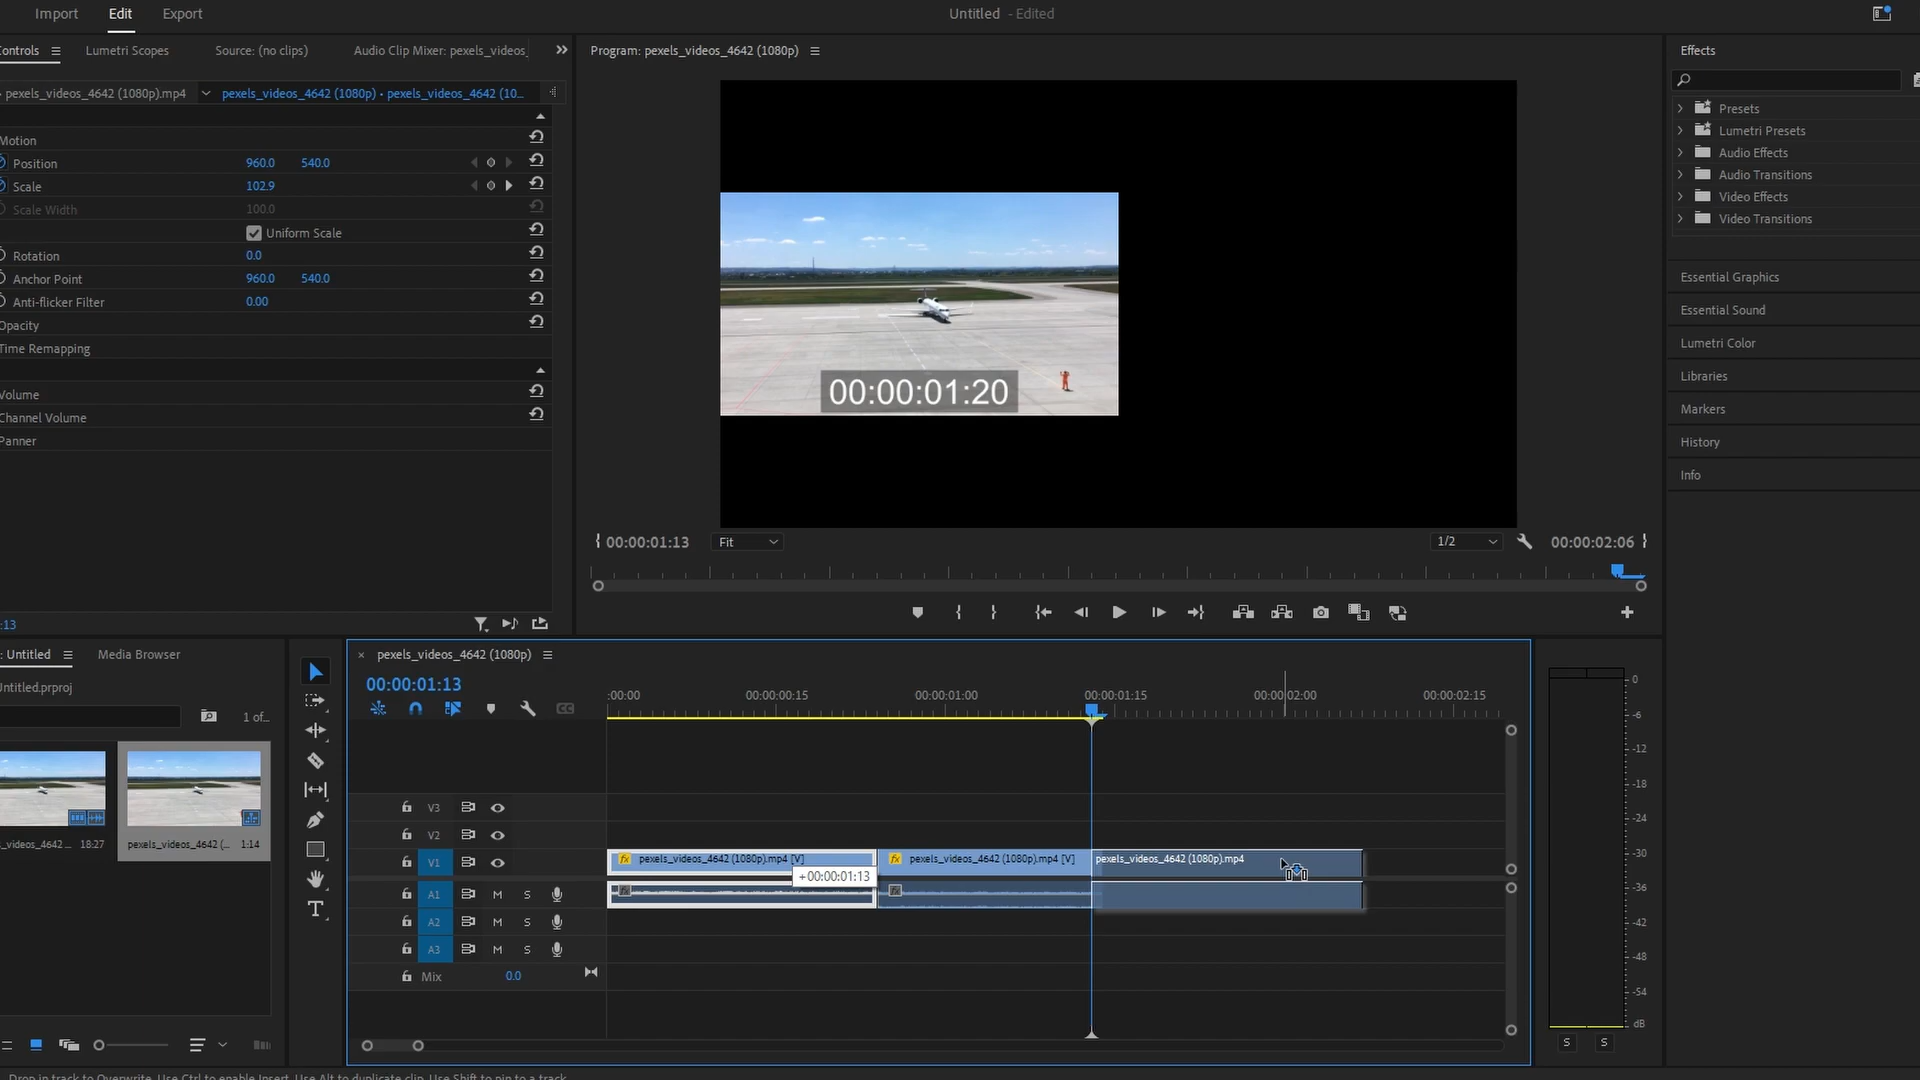 Import Edit Export
Untitled - Edited
Controls
Lumetri Scopes
Source: (no clips)
Audio Clip Mixer: pexels_videos_
pexels_videos_4642 (1080p).mp4
pexels_videos_4642 (1080p) • pexels_videos_4642 (10...
Motion
Position 960.0 540.0
Scale 102.9
Scale Width 100.0
Uniform Scale
Rotation 0.0
Anchor Point 960.0 540.0
Anti-flicker Filter 0.00
Opacity
Time Remapping
Volume
Channel Volume
Panner
:13
Program: pexels_videos_4642 (1080p)
00:00:01:20
00:00:01:13
Fit
1/2
00:00:02:06
Effects
Presets
Lumetri Presets
Audio Effects
Audio Transitions
Video Effects
Video Transitions
Essential Graphics
Essential Sound
Lumetri Color
Libraries
Markers
History
Info
: Untitled
Media Browser
Untitled.prproj
1 of...
s_videos_4642... 18:27
pexels_videos_4642 (... 1:14
× pexels_videos_4642 (1080p)
00:00:01:13
:00:00 00:00:00:15 00:00:01:00 00:00:01:15 00:00:02:00 00:00:02:15
V3
V2
V1
fx pexels_videos_4642 (1080p).mp4 [V]
fx pexels_videos_4642 (1080p).mp4 [V]
pexels_videos_4642 (1080p).mp4
+00:00:01:13
A1 M S
A2 M S
A3 M S
Mix 0.0
0
-6
-12
-18
-24
-30
-36
-42
-48
-54
dB
S S
Drop in track to Overwrite. Use Ctrl to enable Insert. Use Alt to duplicate clip. Use Shift to pin to a track.